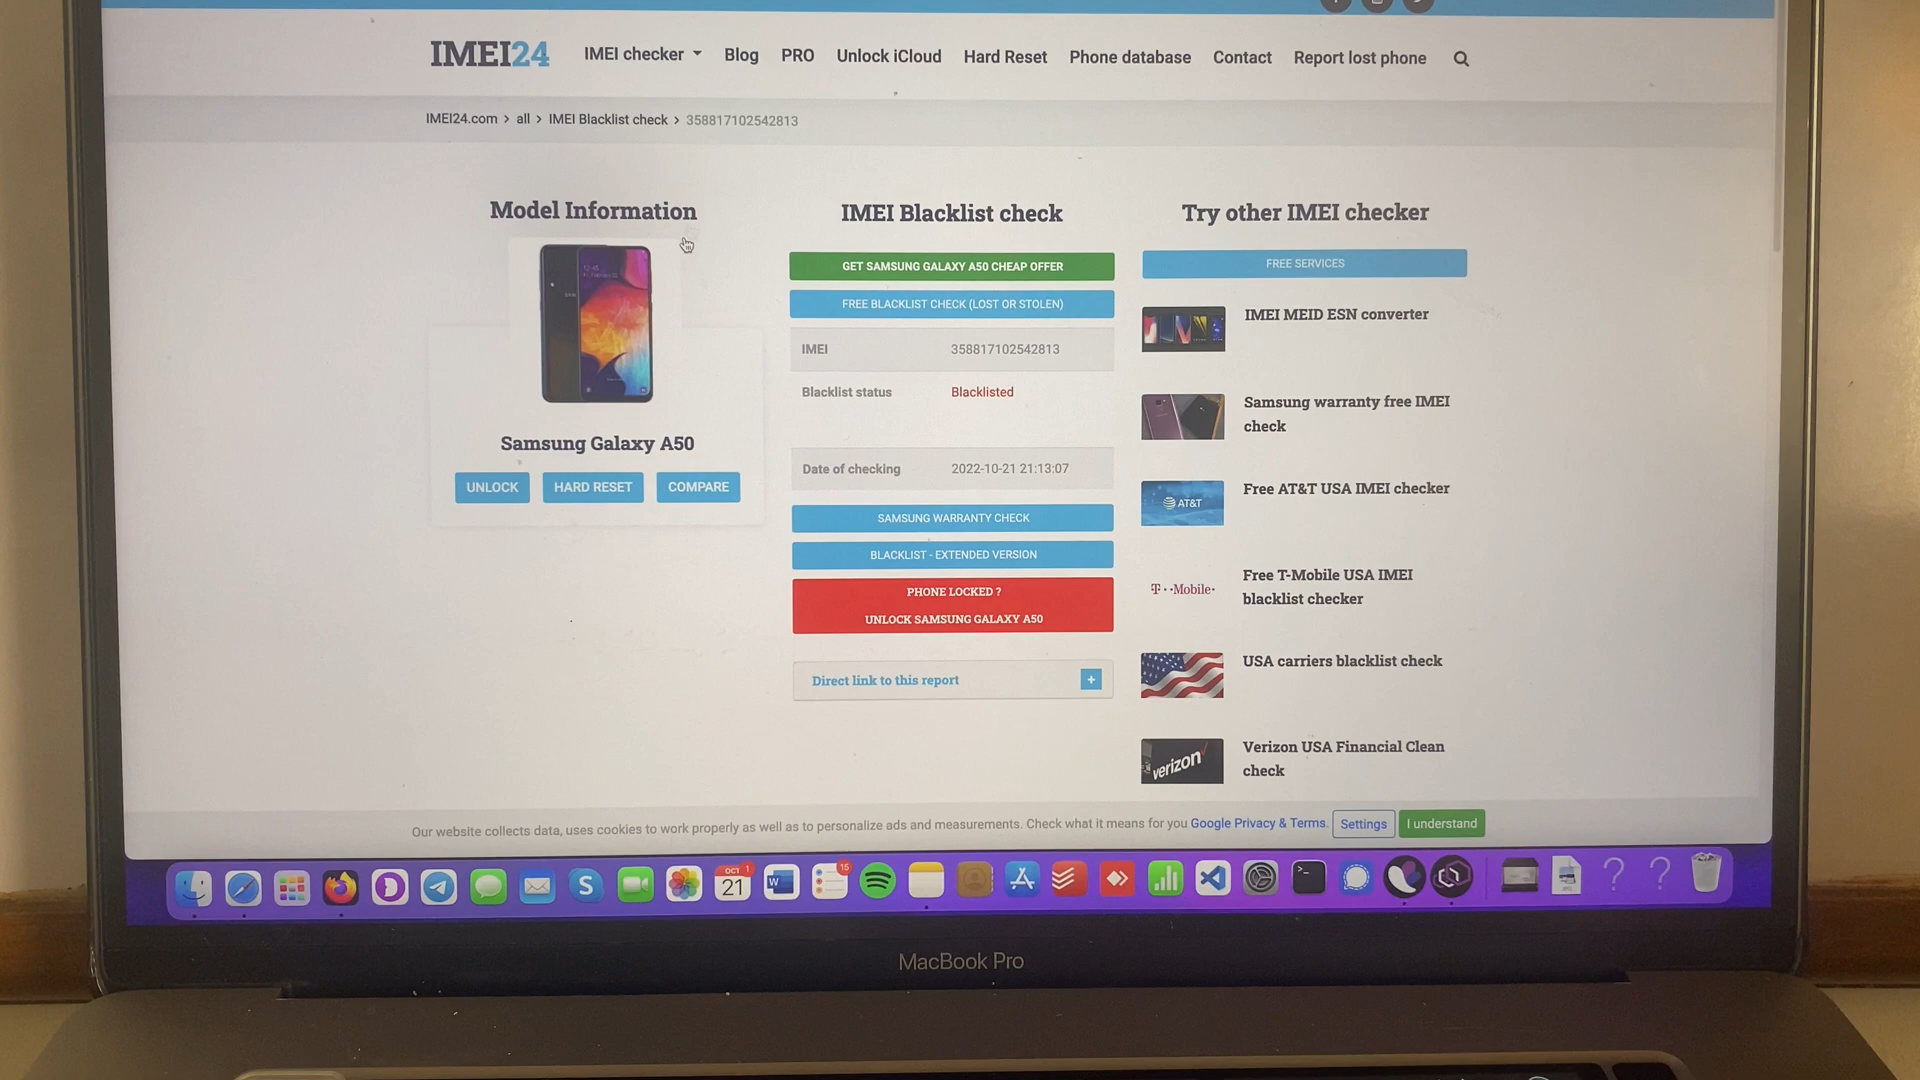 IMEI24
IMEI checker
Blog
PRO
Unlock iCloud
Hard Reset
Phone database
Contact
Report lost phone
IMEI24.com > all > IMEI Blacklist check > 358817102542813
Model Information
Samsung Galaxy A50
UNLOCK
HARD RESET
COMPARE
IMEI Blacklist check
GET SAMSUNG GALAXY A50 CHEAP OFFER
FREE BLACKLIST CHECK (LOST OR STOLEN)
IMEI 358817102542813
Blacklist status Blacklisted
Date of checking 2022-10-21 21:13:07
SAMSUNG WARRANTY CHECK
BLACKLIST - EXTENDED VERSION
PHONE LOCKED ?
UNLOCK SAMSUNG GALAXY A50
Direct link to this report +
Try other IMEI checker
FREE SERVICES
IMEI MEID ESN converter
Samsung warranty free IMEI
check
AT&T
Free AT&T USA IMEI checker
T··Mobile·
Free T-Mobile USA IMEI
blacklist checker
USA carriers blacklist check
verizon
Verizon USA Financial Clean
check
Our website collects data, uses cookies to work properly as well as to personalize ads and measurements. Check what it means for you Google Privacy & Terms.
Settings
I understand
S
OCT 1
21
W
15
MacBook Pro